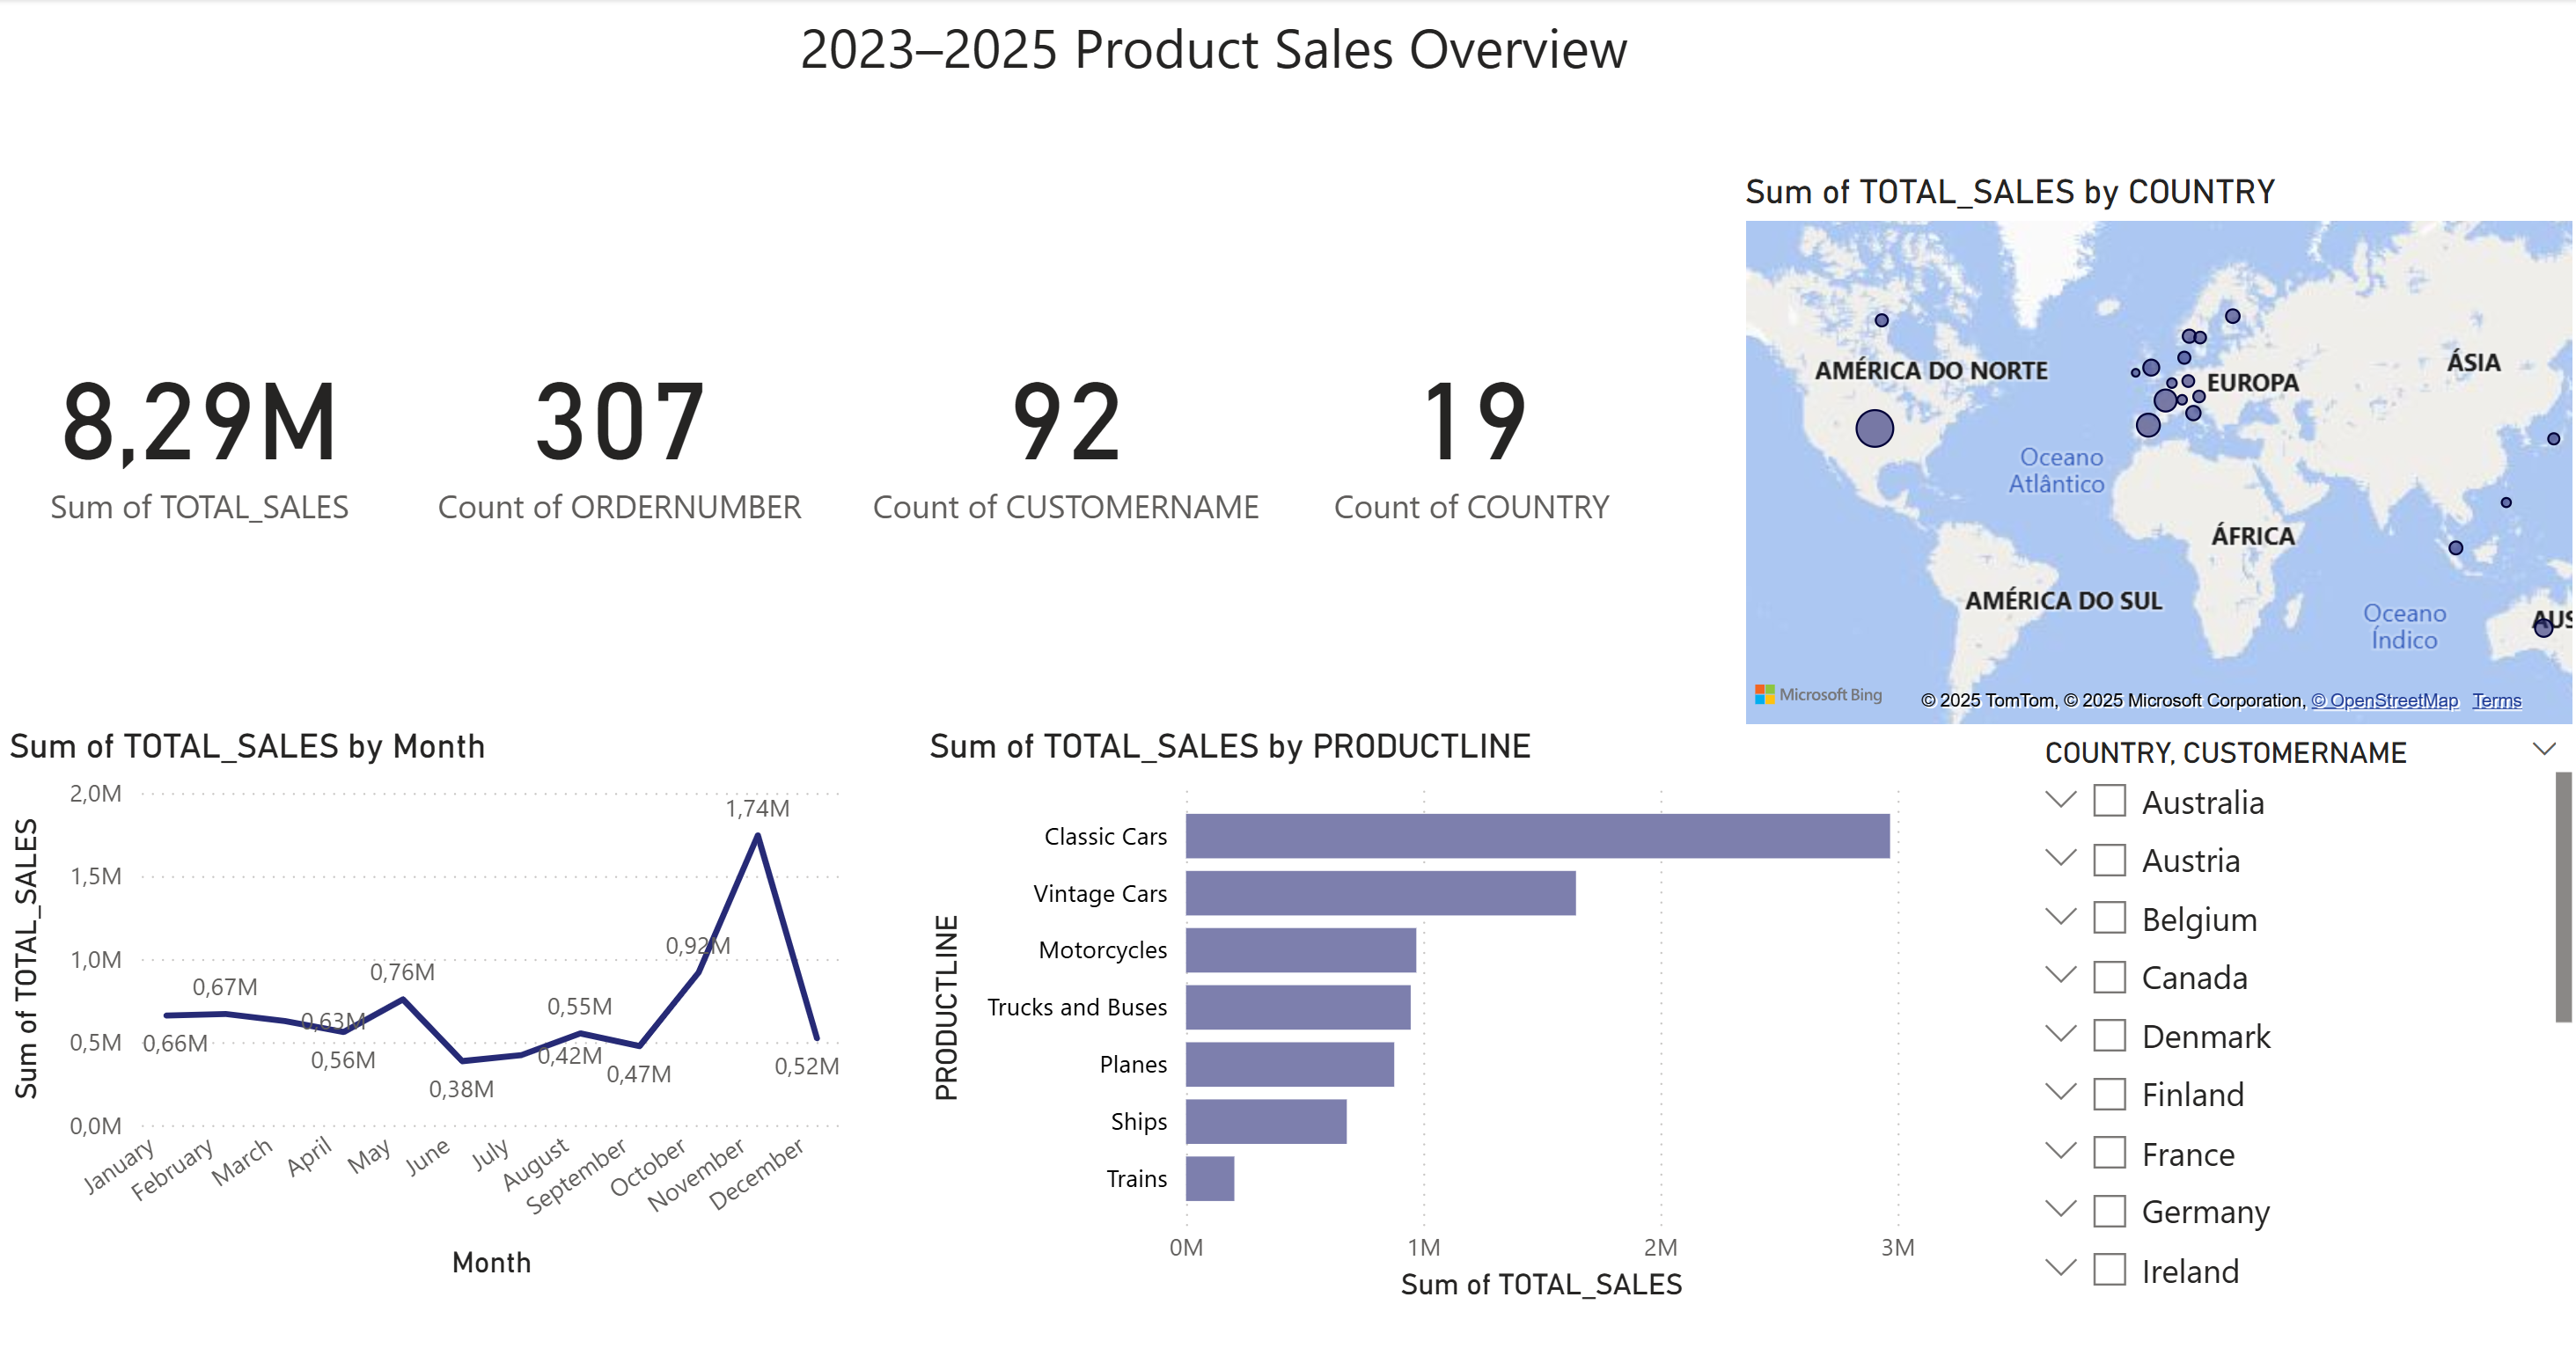 2023–2025 Product Sales Overview
8,29M
Sum of TOTAL_SALES
307
Count of ORDERNUMBER
92
Count of CUSTOMERNAME
19
Count of COUNTRY
Sum of TOTAL_SALES by COUNTRY
AMÉRICA DO NORTE
EUROPA
ÁSIA
Oceano
Atlântico
ÁFRICA
AMÉRICA DO SUL
Oceano
Índico
AUS
Microsoft Bing
© 2025 TomTom, © 2025 Microsoft Corporation, © OpenStreetMap Terms
Sum of TOTAL_SALES by Month
Sum of TOTAL_SALES
2,0M
1,5M
1,0M
0,5M
0,0M
0,66M
0,67M
0,63M
0,56M
0,76M
0,38M
0,42M
0,55M
0,47M
0,92M
1,74M
0,52M
January
February
March
April
May
June
July
August
September
October
November
December
Month
Sum of TOTAL_SALES by PRODUCTLINE
PRODUCTLINE
Classic Cars
Vintage Cars
Motorcycles
Trucks and Buses
Planes
Ships
Trains
0M
1M
2M
3M
Sum of TOTAL_SALES
COUNTRY, CUSTOMERNAME
Australia
Austria
Belgium
Canada
Denmark
Finland
France
Germany
Ireland